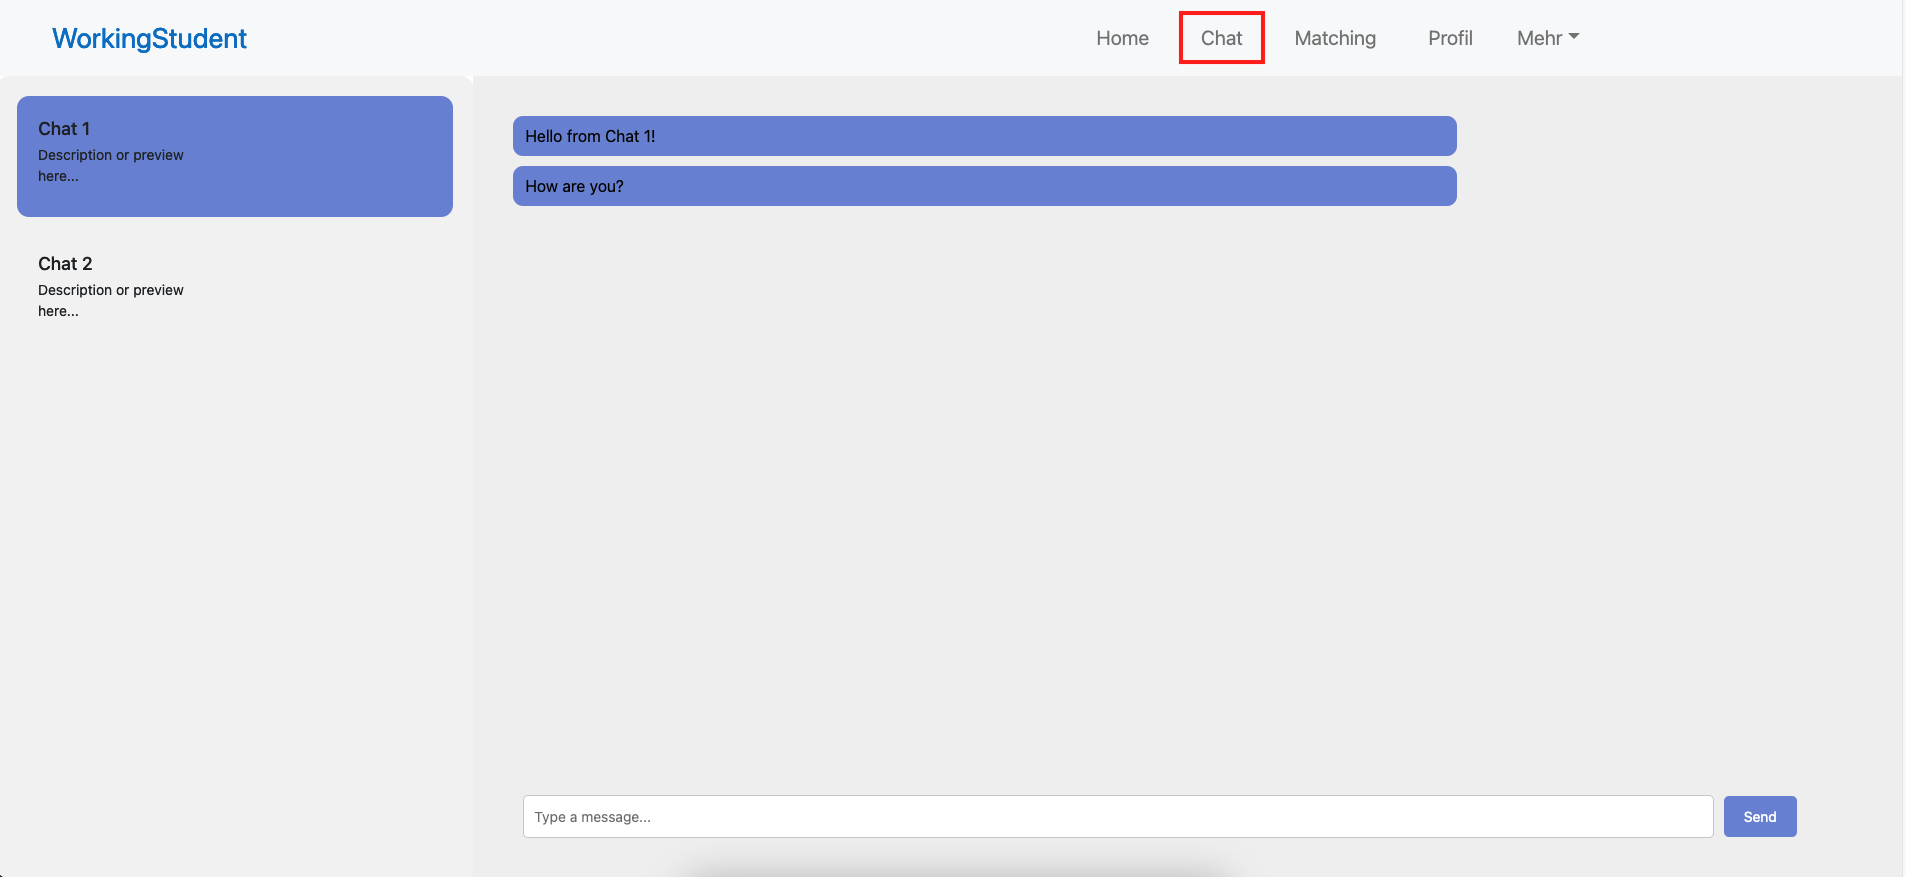 WorkingStudent
Home
Chat
Matching
Profil
Mehr
Chat 1
Description or preview
here...
Chat 2
Description or preview
here...
Hello from Chat 1!
How are you?
Type a message...
Send